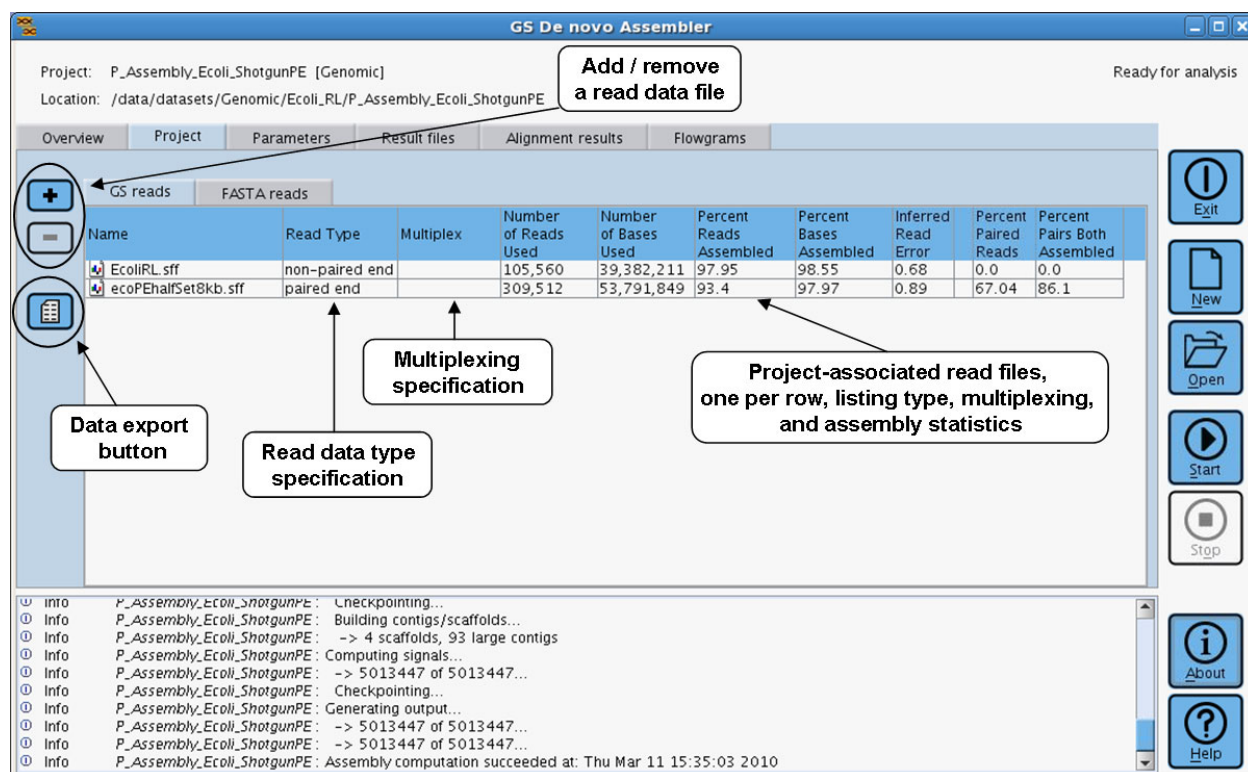 GS De novo Assembler
Project: P_Assembly_Ecoli_ShotgunPE [Genomic]
Ready for analysis
Location: /data/datasets/Genomic/Ecoli_RL/P_Assembly_Ecoli_ShotgunPE
Add / remove
a read data file
Overview Project Parameters Result files Alignment results Flowgrams
GS reads FASTA reads
Name Read Type Multiplex Number of Reads Used Number of Bases Used Percent Reads Assembled Percent Bases Assembled Inferred Read Error Percent Paired Reads Percent Pairs Both Assembled
EcoliRL.sff non-paired end 105,560 39,382,211 97.95 98.55 0.68 0.0 0.0
ecoPEhalfSet8kb.sff paired end 309,512 53,791,849 93.4 97.97 0.89 67.04 86.1
Multiplexing
specification
Project-associated read files,
one per row, listing type, multiplexing,
and assembly statistics
Data export
button
Read data type
specification
Exit
New
Open
Start
Stop
About
Help
Info P_Assembly_Ecoli_ShotgunPE : Checkpointing...
Info P_Assembly_Ecoli_ShotgunPE : Building contigs/scaffolds...
Info P_Assembly_Ecoli_ShotgunPE : -> 4 scaffolds, 93 large contigs
Info P_Assembly_Ecoli_ShotgunPE : Computing signals...
Info P_Assembly_Ecoli_ShotgunPE : -> 5013447 of 5013447...
Info P_Assembly_Ecoli_ShotgunPE : Checkpointing...
Info P_Assembly_Ecoli_ShotgunPE : Generating output...
Info P_Assembly_Ecoli_ShotgunPE : -> 5013447 of 5013447...
Info P_Assembly_Ecoli_ShotgunPE : -> 5013447 of 5013447...
Info P_Assembly_Ecoli_ShotgunPE : Assembly computation succeeded at: Thu Mar 11 15:35:03 2010